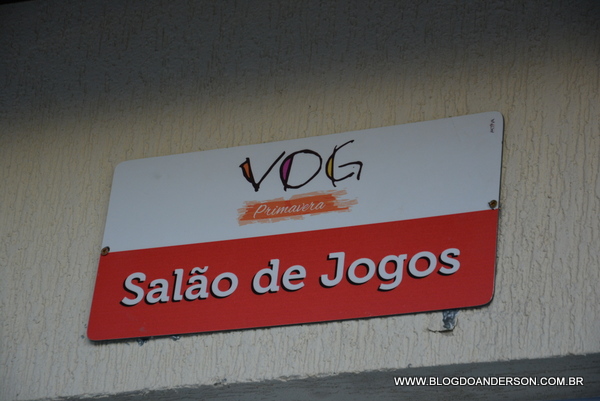 VOG
Primavera
Salão de Jogos
WWW.BLOGDOANDERSON.COM.BR